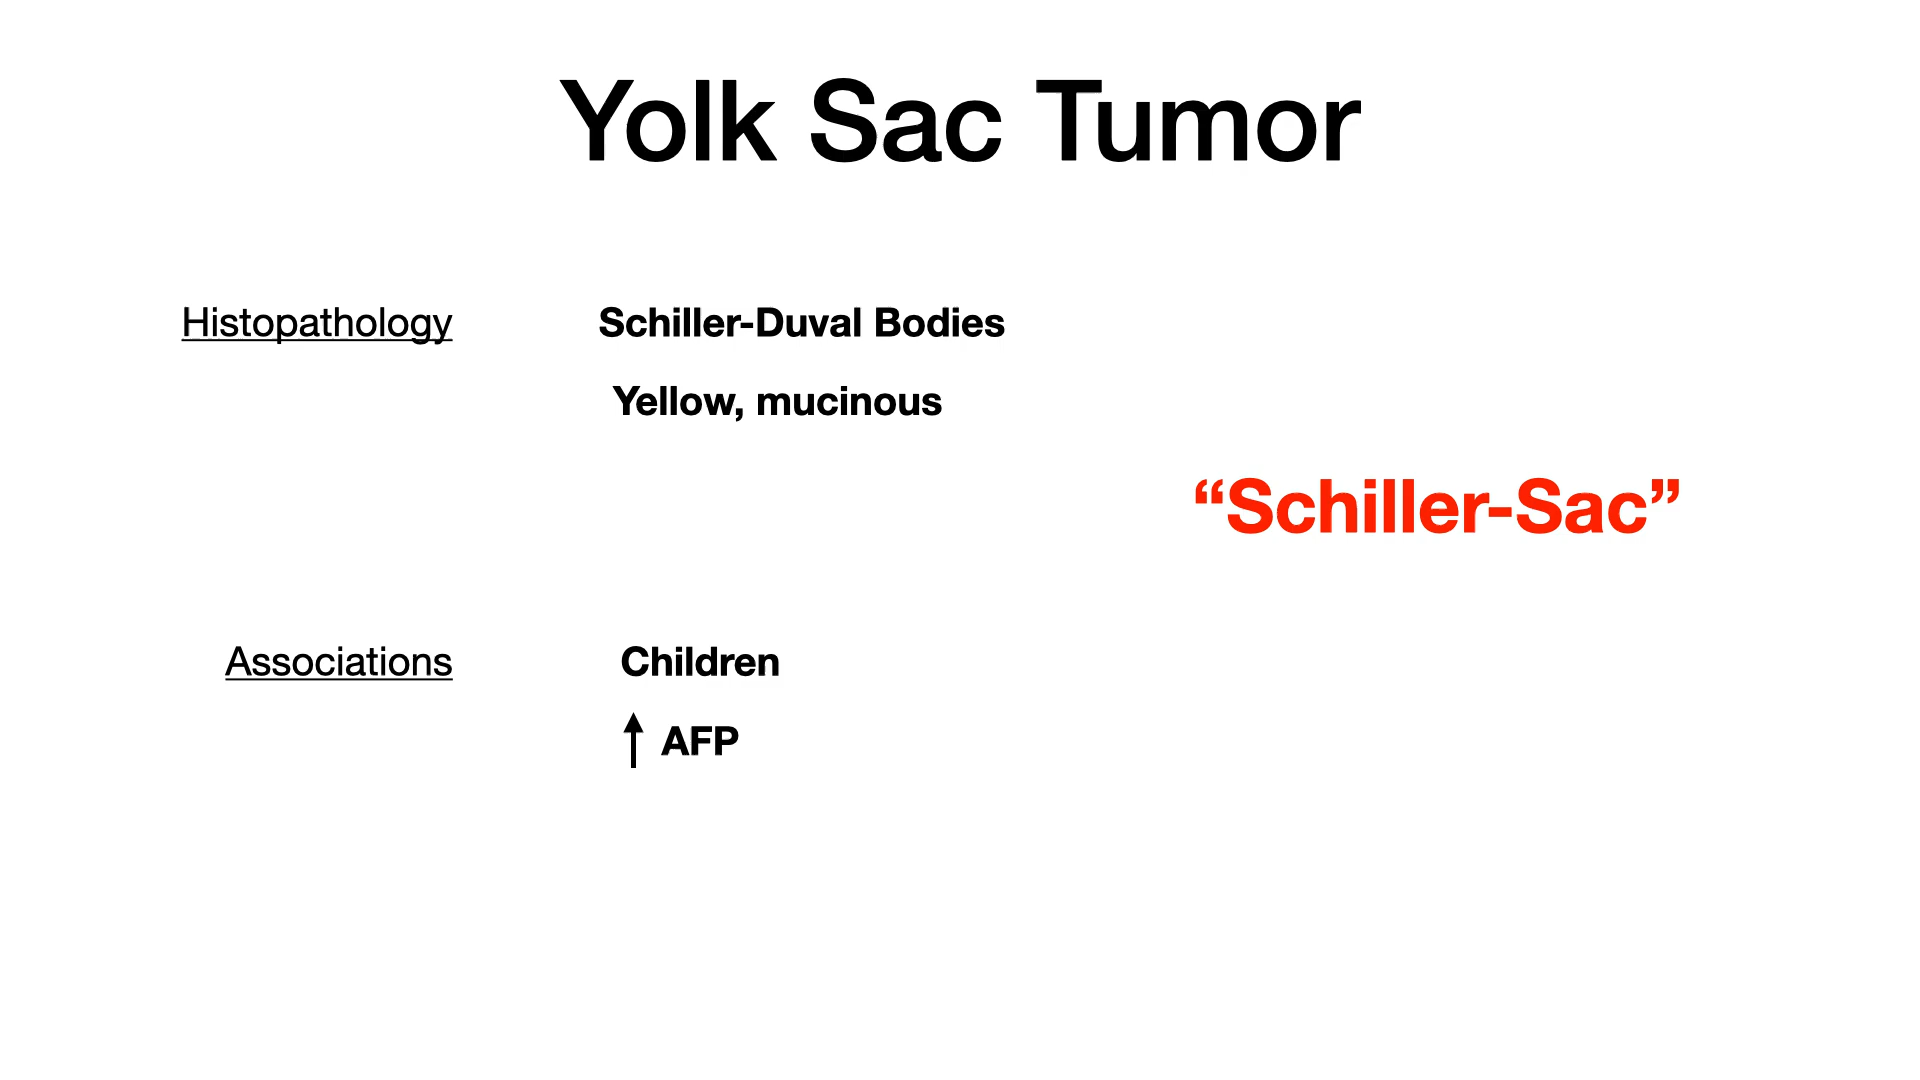 Yolk Sac Tumor
Histopathology Schiller-Duval Bodies
Yellow, mucinous
“Schiller-Sac”
Associations Children
↑ AFP